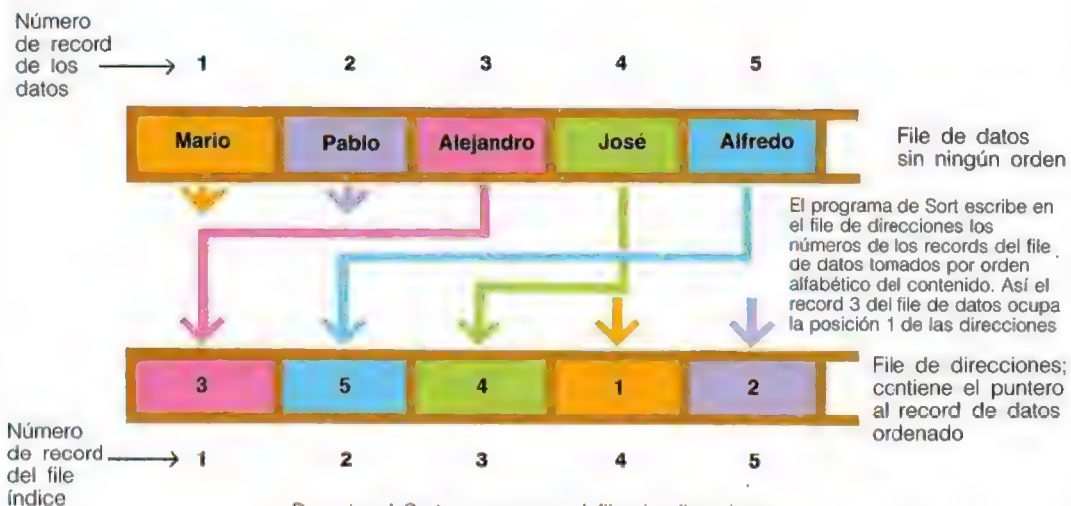 Número
de record
de los
datos
1 2 3 4 5
Mario Pablo Alejandro José Alfredo
File de datos
sin ningún orden
El programa de Sort escribe en
el file de direcciones los
números de los records del file
de datos tomados por orden
alfabético del contenido. Así el
record 3 del file de datos ocupa
la posición 1 de las direcciones
3 5 4 1 2
File de direcciones;
contiene el puntero
al record de datos
ordenado
Número
de record
del file
índice
1 2 3 4 5